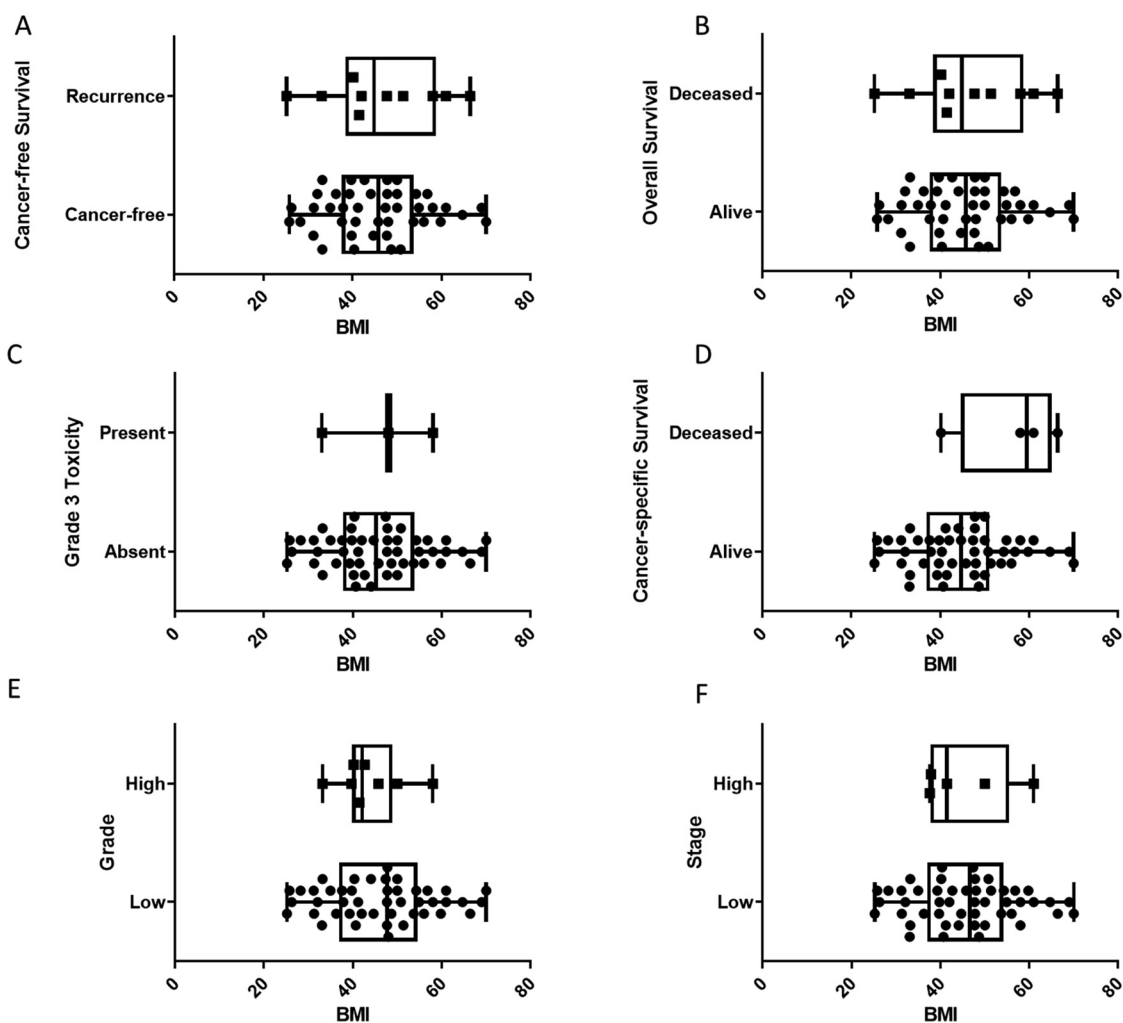 A
Cancer-free Survival
Recurrence
Cancer-free
0
20
40
60
80
BMI
B
Overall Survival
Deceased
Alive
0
20
40
60
80
BMI
C
Grade 3 Toxicity
Present
Absent
0
20
40
60
80
BMI
D
Cancer-specific Survival
Deceased
Alive
0
20
40
60
80
BMI
E
Grade
High
Low
0
20
40
60
80
BMI
F
Stage
High
Low
0
20
40
60
80
BMI